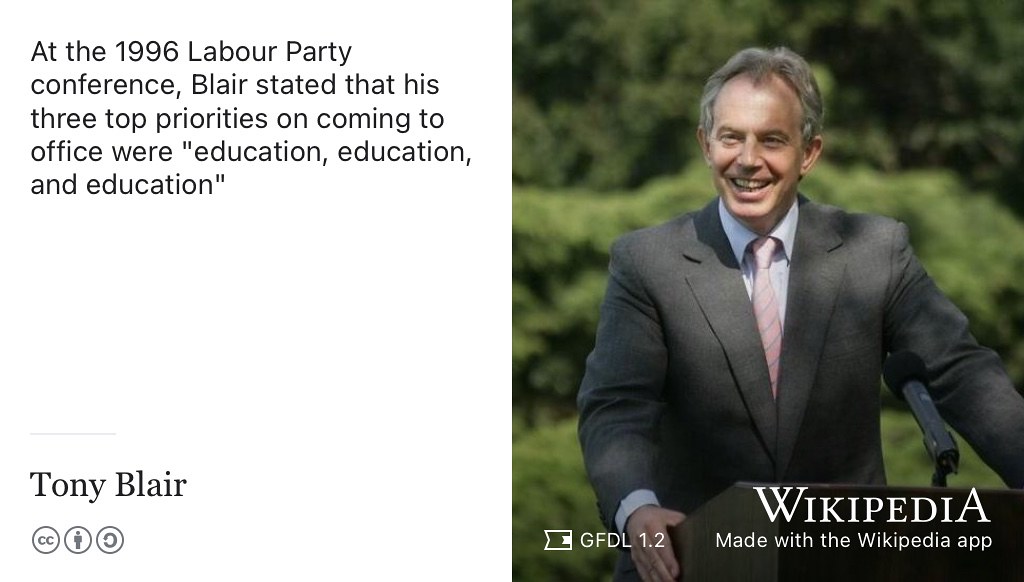 At the 1996 Labour Party
conference, Blair stated that his
three top priorities on coming to
office were "education, education,
and education"
Tony Blair
cc
WIKIPEDIA
GFDL 1.2
Made with the Wikipedia app